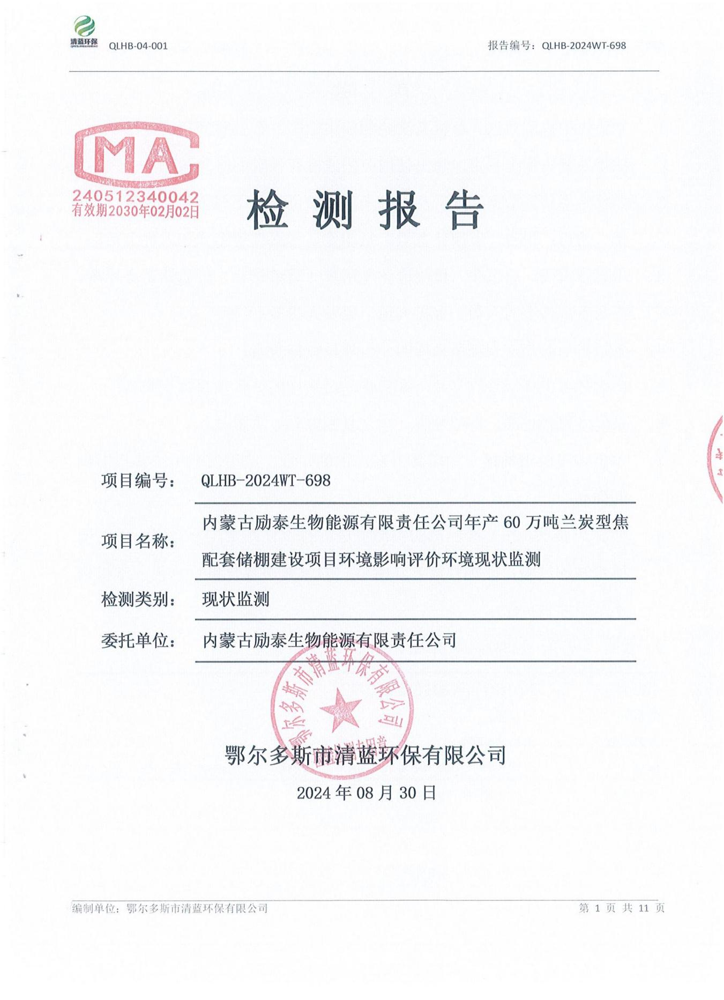 清蓝环保
QLHB-04-001
报告编号：QLHB-2024WT-698
CMA
240512340042
有效期2030年02月02日
检测报告
项目编号：
QLHB-2024WT-698
项目名称：
内蒙古励泰生物能源有限责任公司年产 60 万吨兰炭型焦
配套储棚建设项目环境影响评价环境现状监测
检测类别：
现状监测
委托单位：
内蒙古励泰生物能源有限责任公司
鄂尔多斯市清蓝环保有限公司
鄂尔多斯市清蓝环保有限公司
2024 年 08 月 30 日
编制单位：鄂尔多斯市清蓝环保有限公司
第 1 页 共 11 页